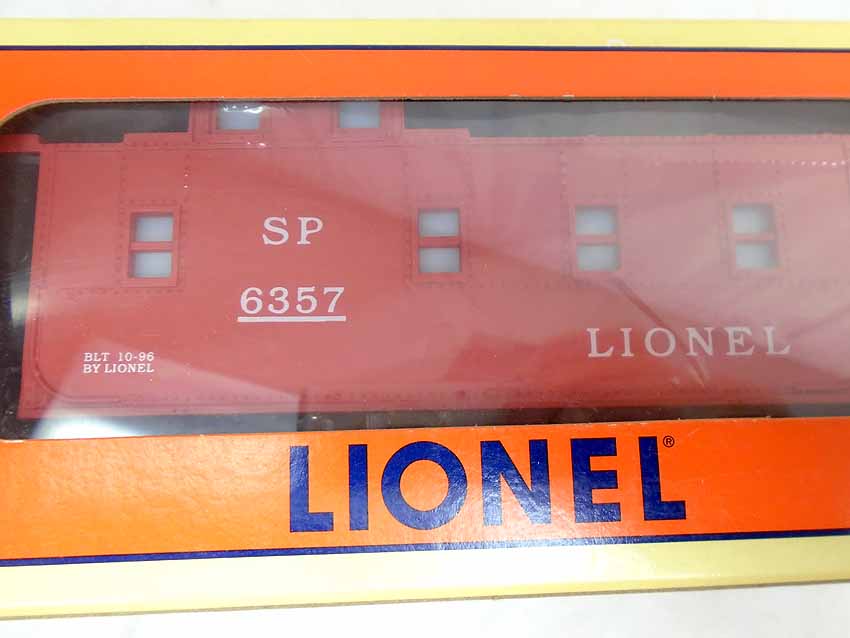 SP
6357
BLT 10-96
BY LIONEL
LIONEL
LIONEL®